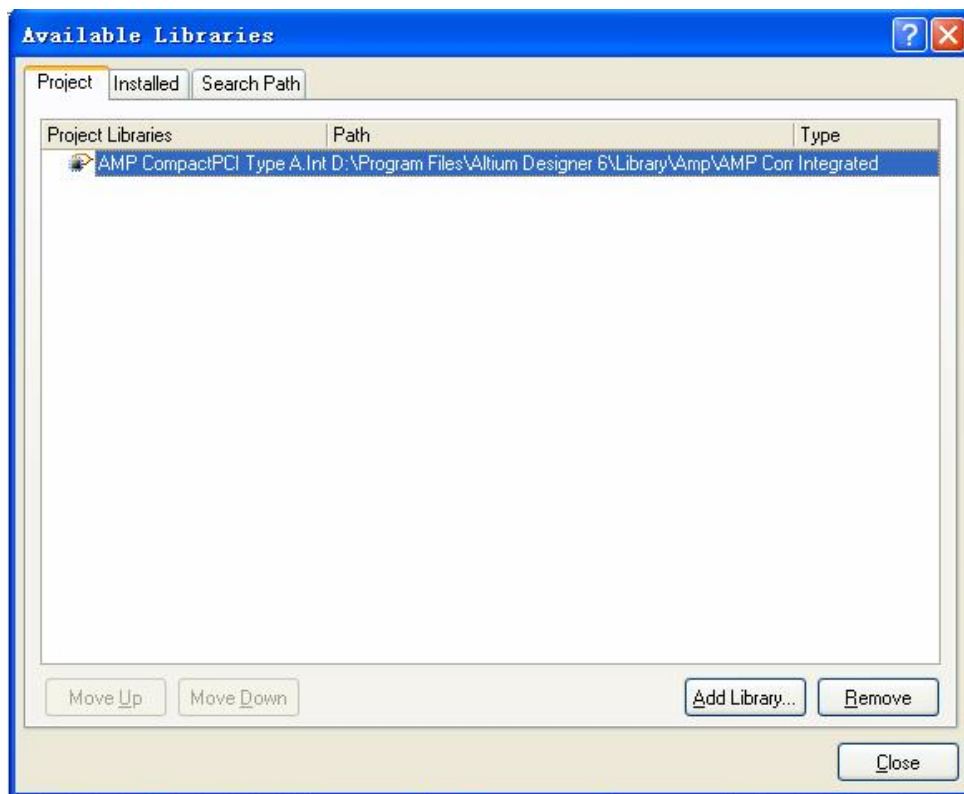 Available Libraries
Project Installed Search Path
Project Libraries Path Type
AMP CompactPCI Type A.Int D:\Program Files\Altium Designer 6\Library\Amp\AMP Con Integrated
Move Up Move Down Add Library... Remove
Close